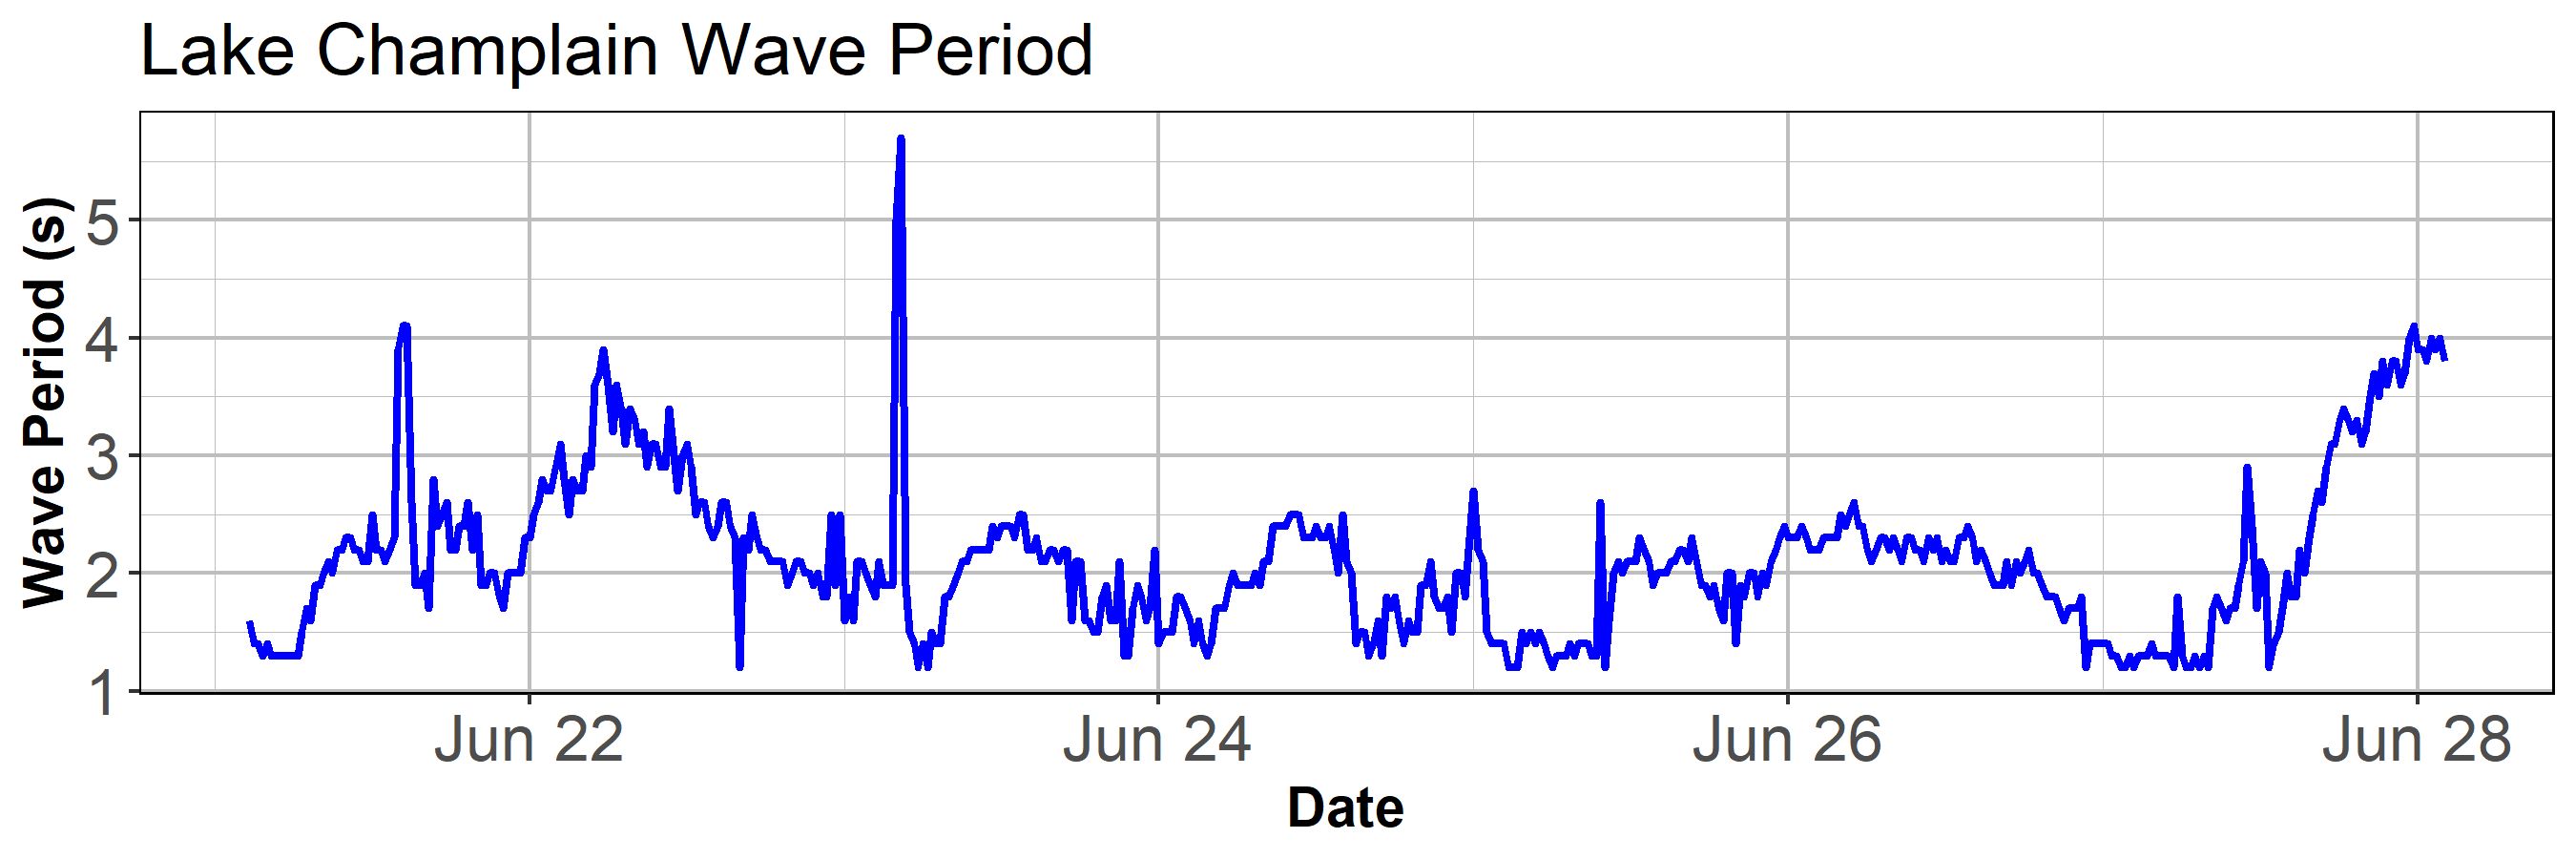 Lake Champlain Wave Period
Wave Period (s)
5
4
3
2
1
Jun 22
Jun 24
Jun 26
Jun 28
Date